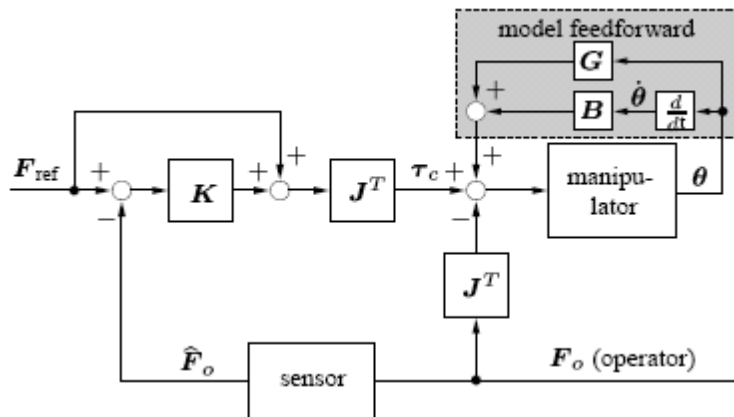 model feedforward
G
+
B
θ̇
d/dt
F_ref
+
−
K
+
+
J^T
τ_c
+
+
−
manipu-
lator
θ
J^T
F̂_o
sensor
F_o (operator)